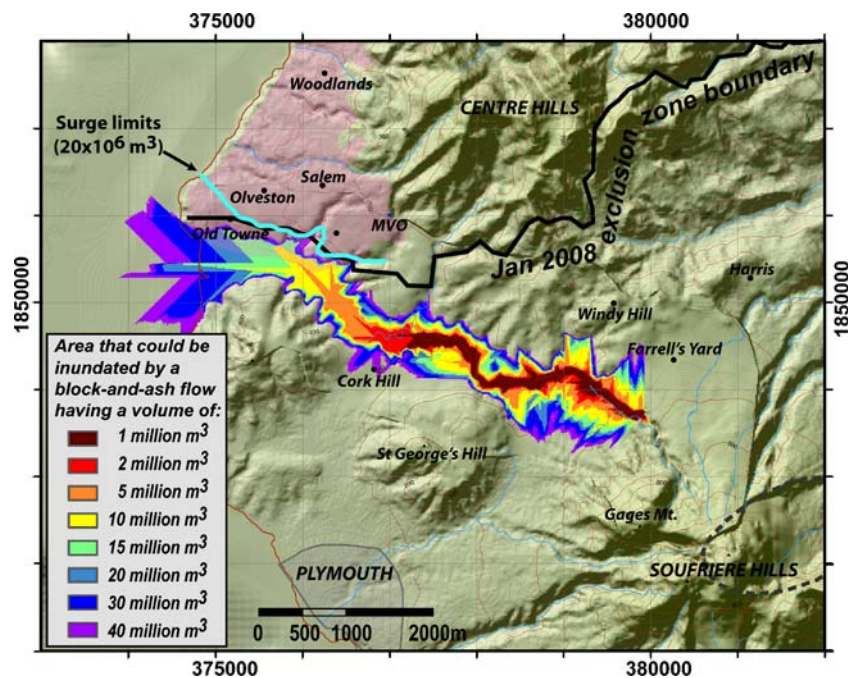 375000
380000
Woodlands
CENTRE HILLS
zone boundary
Surge limits
(20x10⁶ m³)
Salem
Olveston
MVO
exclusion
Old Towne
Jan 2008
Harris
1850000
1850000
Windy Hill
Farrell's Yard
Area that could be
inundated by a
block-and-ash flow
having a volume of:
Cork Hill
1 million m³
2 million m³
5 million m³
St George's Hill
10 million m³
15 million m³
Gages Mt.
20 million m³
PLYMOUTH
SOUFRIERE HILLS
30 million m³
40 million m³
0 500 1000 2000m
375000
380000